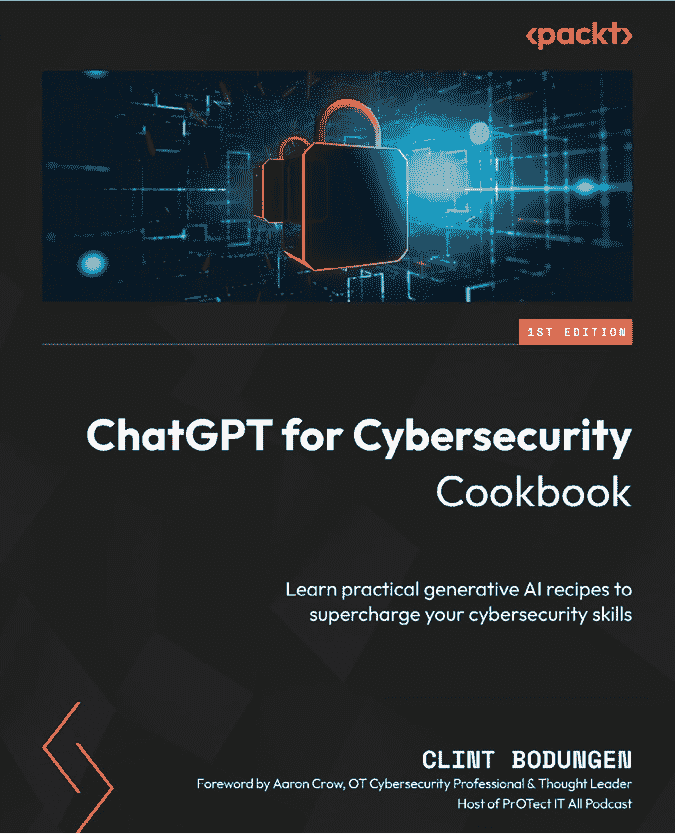 <packt>
1ST EDITION
ChatGPT for Cybersecurity
Cookbook
Learn practical generative AI recipes to
supercharge your cybersecurity skills
CLINT BODUNGEN
Foreword by Aaron Crow, OT Cybersecurity Professional & Thought Leader
Host of PrOTect IT All Podcast